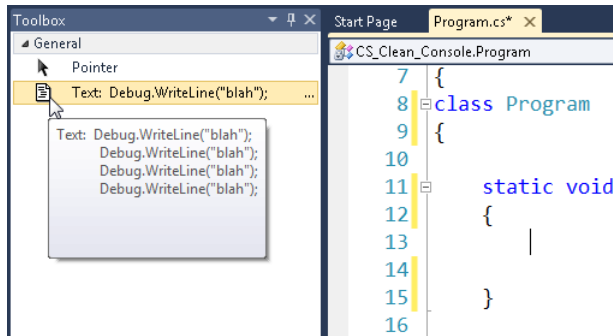 Toolbox
General
Pointer
Text: Debug.WriteLine("blah"); ...
Text: Debug.WriteLine("blah");
Debug.WriteLine("blah");
Debug.WriteLine("blah");
Debug.WriteLine("blah");
Start Page Program.cs*
CS_Clean_Console.Program
7 {
8 class Program
9 {
10
11 static void
12 {
13
14
15 }
16